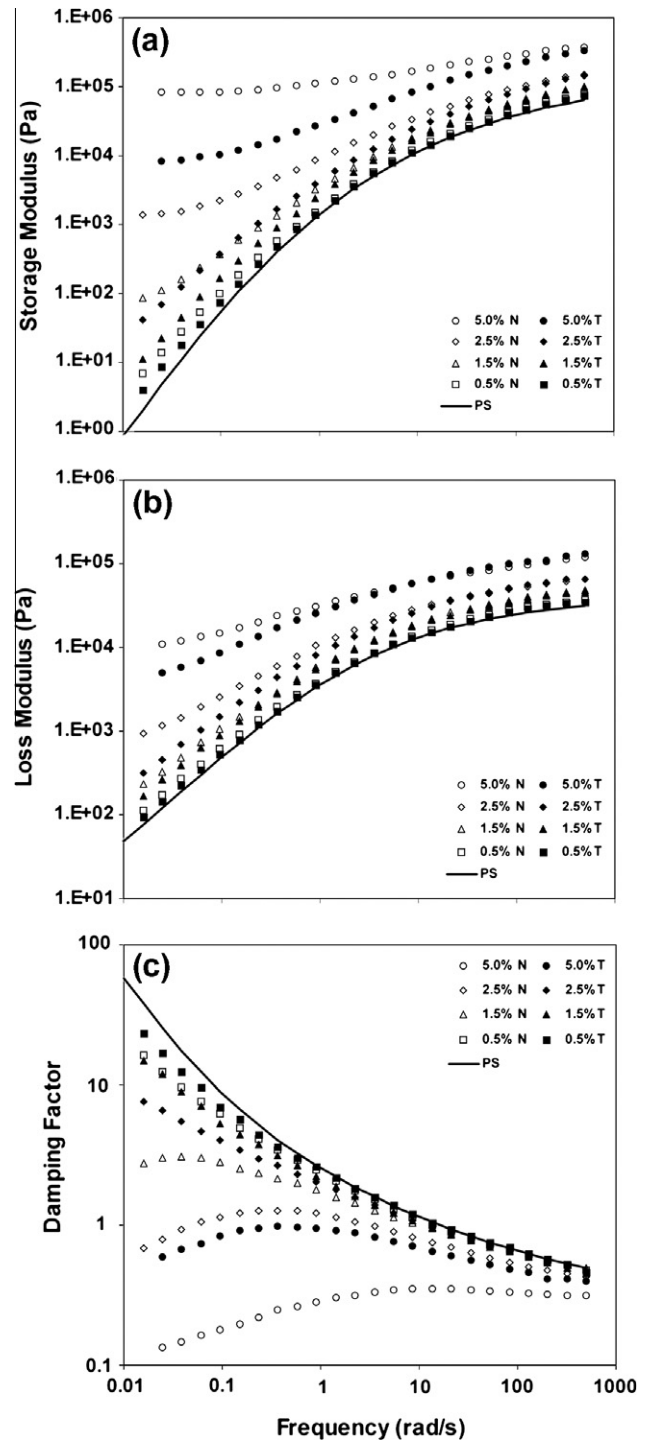 (a)
Storage Modulus (Pa)
1.E+06
1.E+05
1.E+04
1.E+03
1.E+02
1.E+01
1.E+00
5.0% N
5.0% T
2.5% N
2.5% T
1.5% N
1.5% T
0.5% N
0.5% T
PS
(b)
Loss Modulus (Pa)
1.E+06
1.E+05
1.E+04
1.E+03
1.E+02
1.E+01
5.0% N
5.0% T
2.5% N
2.5% T
1.5% N
1.5% T
0.5% N
0.5% T
PS
(c)
Damping Factor
100
10
1
0.1
5.0% N
5.0% T
2.5% N
2.5% T
1.5% N
1.5% T
0.5% N
0.5% T
PS
0.01
0.1
1
10
100
1000
Frequency (rad/s)